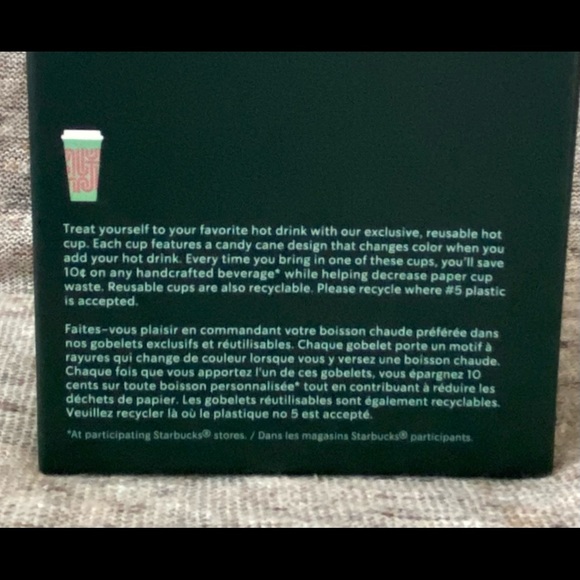 Treat yourself to your favorite hot drink with our exclusive, reusable hot
cup. Each cup features a candy cane design that changes color when you
add your hot drink. Every time you bring in one of these cups, you'll save
10¢ on any handcrafted beverage* while helping decrease paper cup
waste. Reusable cups are also recyclable. Please recycle where #5 plastic
is accepted.
Faites-vous plaisir en commandant votre boisson chaude préférée dans
nos gobelets exclusifs et réutilisables. Chaque gobelet porte un motif à
rayures qui change de couleur lorsque vous y versez une boisson chaude.
Chaque fois que vous apportez l'un de ces gobelets, vous épargnez 10
cents sur toute boisson personnalisée* tout en contribuant à réduire les
déchets de papier. Les gobelets réutilisables sont également recyclables.
Veuillez recycler là où le plastique no 5 est accepté.
*At participating Starbucks® stores. / Dans les magasins Starbucks® participants.